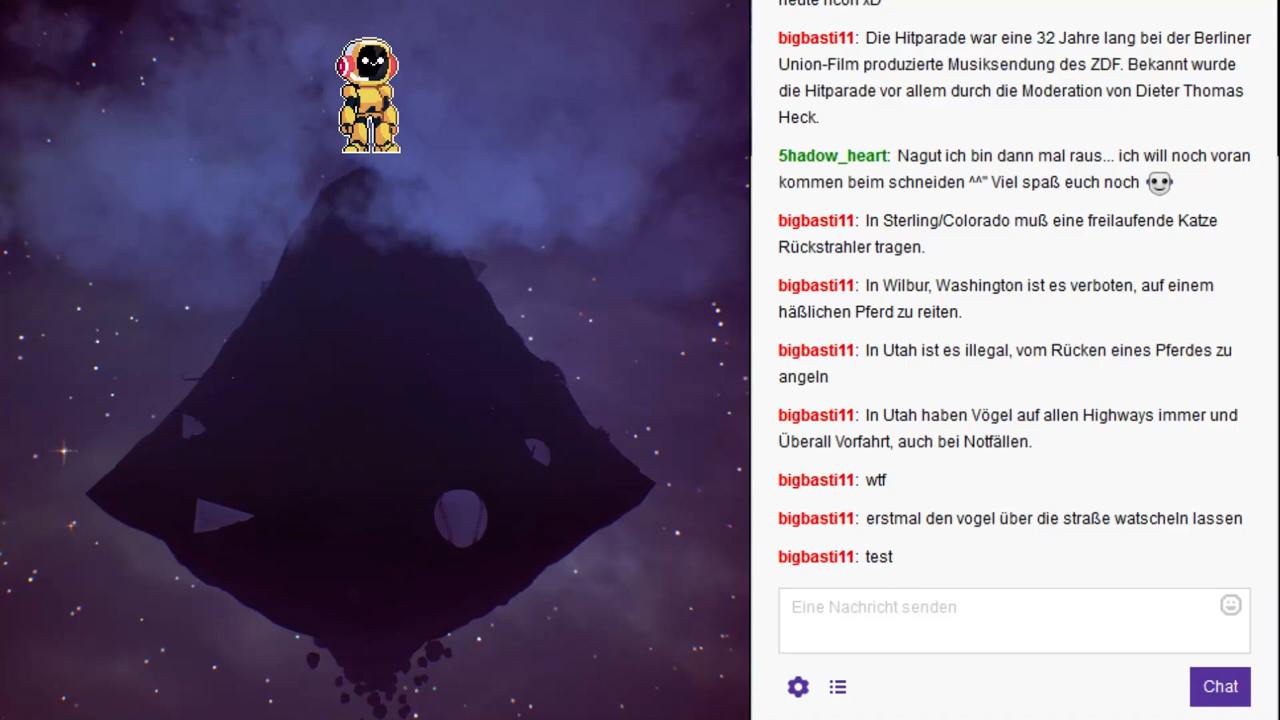 bigbasti11: Die Hitparade war eine 32 Jahre lang bei der Berliner
Union-Film produzierte Musiksendung des ZDF. Bekannt wurde
die Hitparade vor allem durch die Moderation von Dieter Thomas
Heck.
5hadow_heart: Nagut ich bin dann mal raus... ich will noch voran
kommen beim schneiden ^^" Viel spaß euch noch
bigbasti11: In Sterling/Colorado muß eine freilaufende Katze
Rückstrahler tragen.
bigbasti11: In Wilbur, Washington ist es verboten, auf einem
häßlichen Pferd zu reiten.
bigbasti11: In Utah ist es illegal, vom Rücken eines Pferdes zu
angeln
bigbasti11: In Utah haben Vögel auf allen Highways immer und
Überall Vorfahrt, auch bei Notfällen.
bigbasti11: wtf
bigbasti11: erstmal den vogel über die straße watscheln lassen
bigbasti11: test
Eine Nachricht senden
Chat